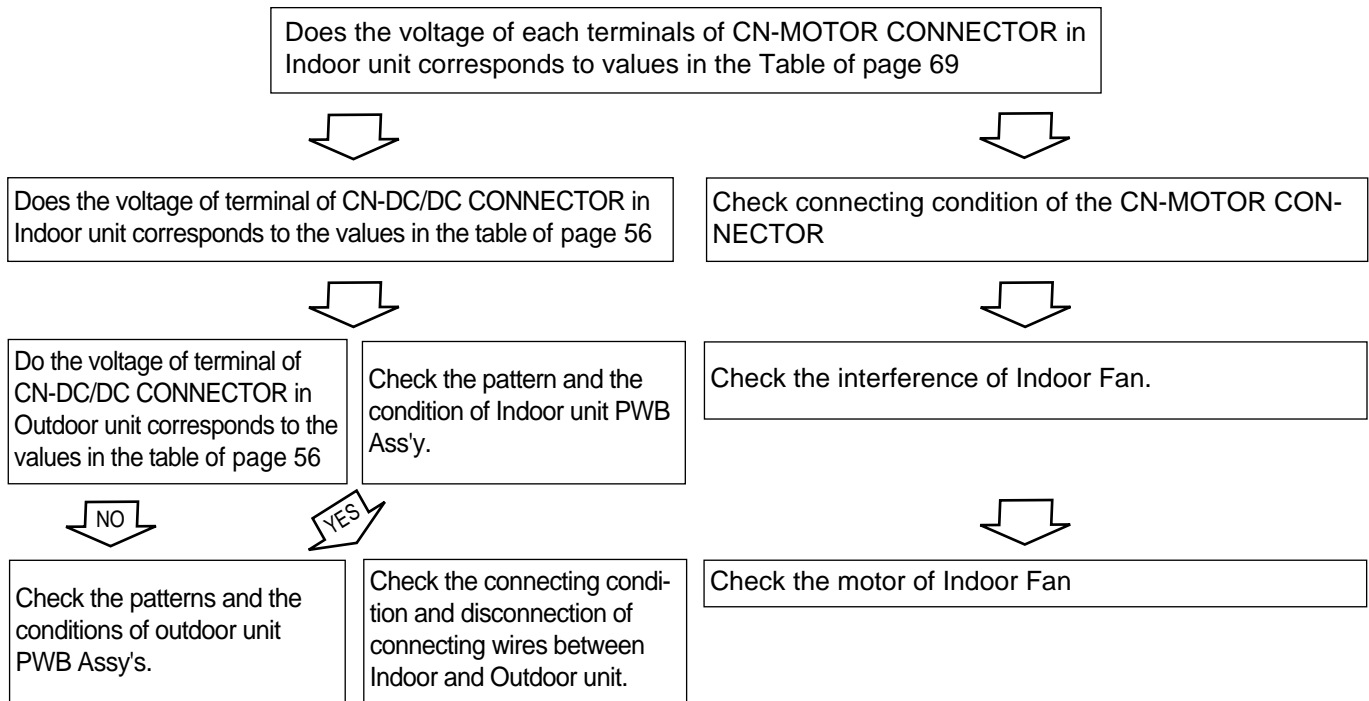 Does the voltage of each terminals of CN-MOTOR CONNECTOR in
Indoor unit corresponds to values in the Table of page 69
Does the voltage of terminal of CN-DC/DC CONNECTOR in
Indoor unit corresponds to the values in the table of page 56
Check connecting condition of the CN-MOTOR CON-
NECTOR
Do the voltage of terminal of
CN-DC/DC CONNECTOR in
Outdoor unit corresponds to the
values in the table of page 56
Check the pattern and the
condition of Indoor unit PWB
Ass'y.
Check the interference of Indoor Fan.
NO
YES
Check the patterns and the
conditions of outdoor unit
PWB Assy's.
Check the connecting condi-
tion and disconnection of
connecting wires between
Indoor and Outdoor unit.
Check the motor of Indoor Fan